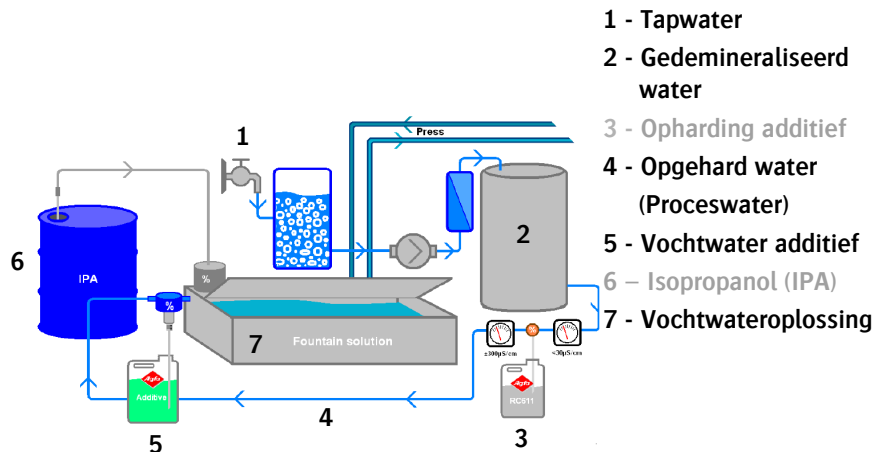 1 - Tapwater
2 - Gedemineraliseerd
water
3 - Opharding additief
4 - Opgehard water
(Proceswater)
5 - Vochtwater additief
6 – Isopropanol (IPA)
7 - Vochtwateroplossing
1
Press
2
6
IPA
%
%
7
Fountain solution
±300µS/cm
%
<30µS/cm
Agfa
Additive
Agfa
RC611
4
5
3